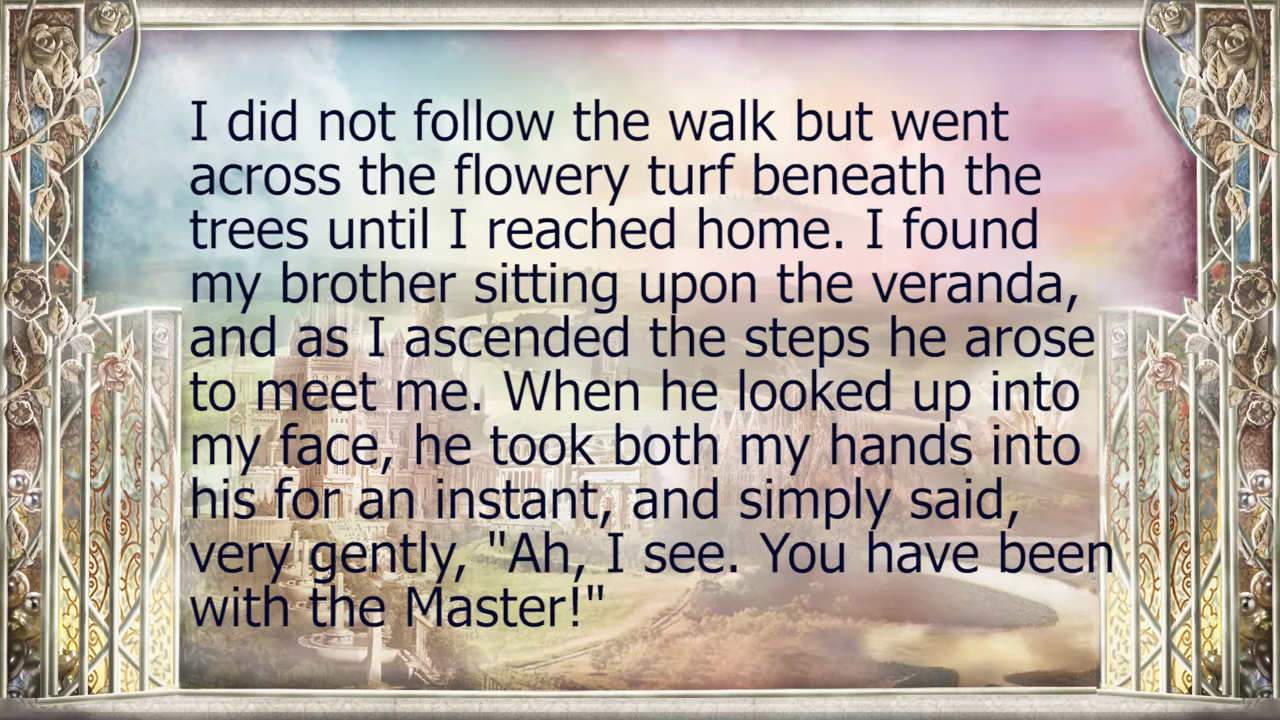 I did not follow the walk but went
across the flowery turf beneath the
trees until I reached home. I found
my brother sitting upon the veranda,
and as I ascended the steps he arose
to meet me. When he looked up into
my face, he took both my hands into
his for an instant, and simply said,
very gently, "Ah, I see. You have been
with the Master!"